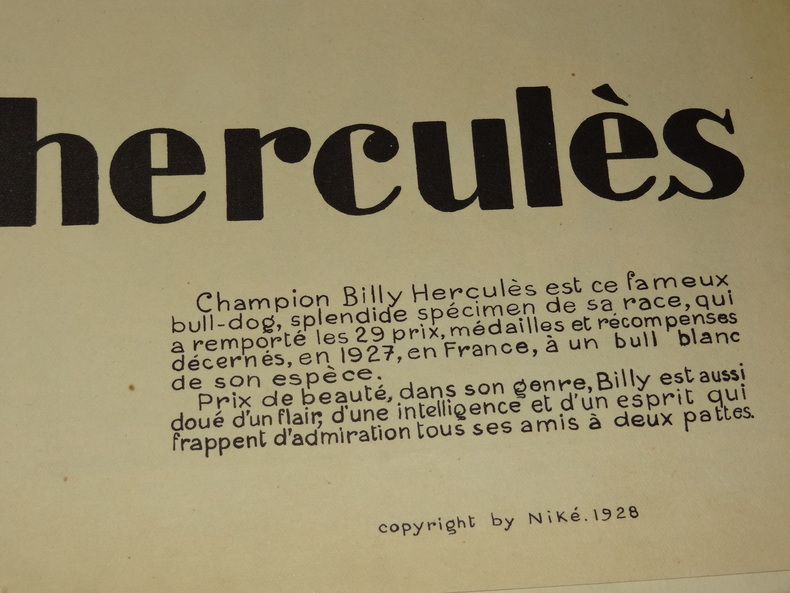 herculès
Champion Billy Herculès est ce fameux
bull-dog, splendide spécimen de sa race, qui
a remporté les 29 prix, médailles et récompenses
décernés, en 1927, en France, à un bull blanc
de son espèce.
Prix de beauté, dans son genre, Billy est aussi
doué d'un flair, d'une intelligence et d'un esprit qui
frappent d'admiration tous ses amis à deux pattes.
copyright by Niké.1928